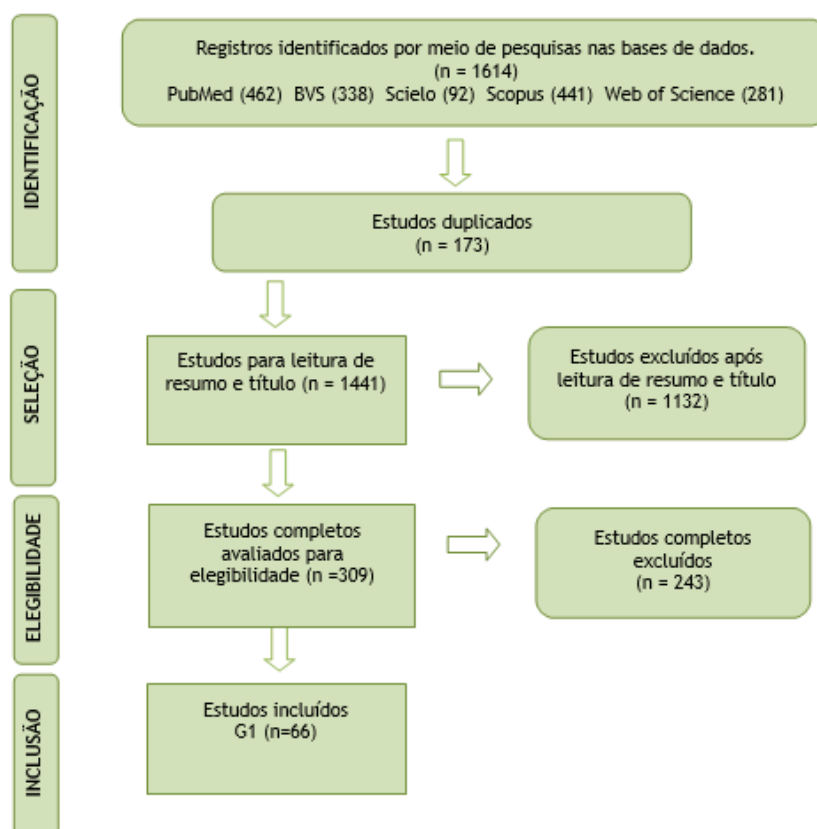 IDENTIFICAÇÃO
Registros identificados por meio de pesquisas nas bases de dados.
(n = 1614)
PubMed (462) BVS (338) Scielo (92) Scopus (441) Web of Science (281)
Estudos duplicados
(n = 173)
SELEÇÃO
Estudos para leitura de
resumo e título (n = 1441)
Estudos excluídos após
leitura de resumo e título
(n = 1132)
ELEGIBILIDADE
Estudos completos
avaliados para
elegibilidade (n =309)
Estudos completos
excluídos
(n = 243)
INCLUSÃO
Estudos incluídos
G1 (n=66)